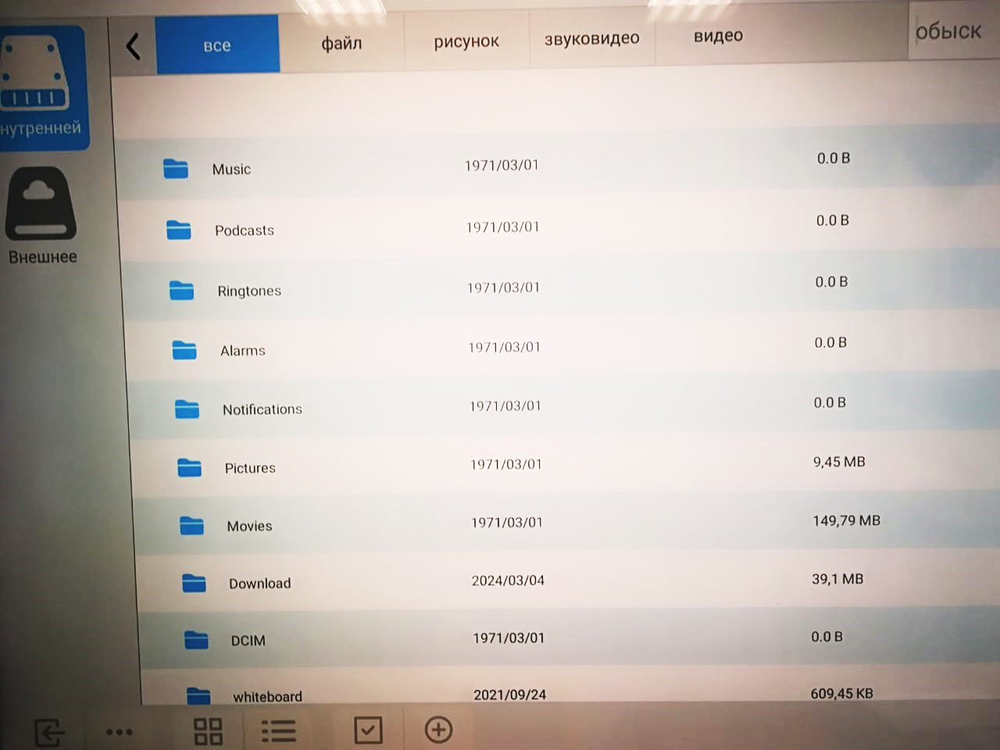 все файл рисунок звуковидео видео обыск
нутренней
Внешнее
Music 1971/03/01 0.0 B
Podcasts 1971/03/01 0.0 B
Ringtones 1971/03/01 0.0 B
Alarms 1971/03/01 0.0 B
Notifications 1971/03/01 0.0 B
Pictures 1971/03/01 9,45 MB
Movies 1971/03/01 149,79 MB
Download 2024/03/04 39,1 MB
DCIM 1971/03/01 0.0 B
whiteboard 2021/09/24 609,45 KB